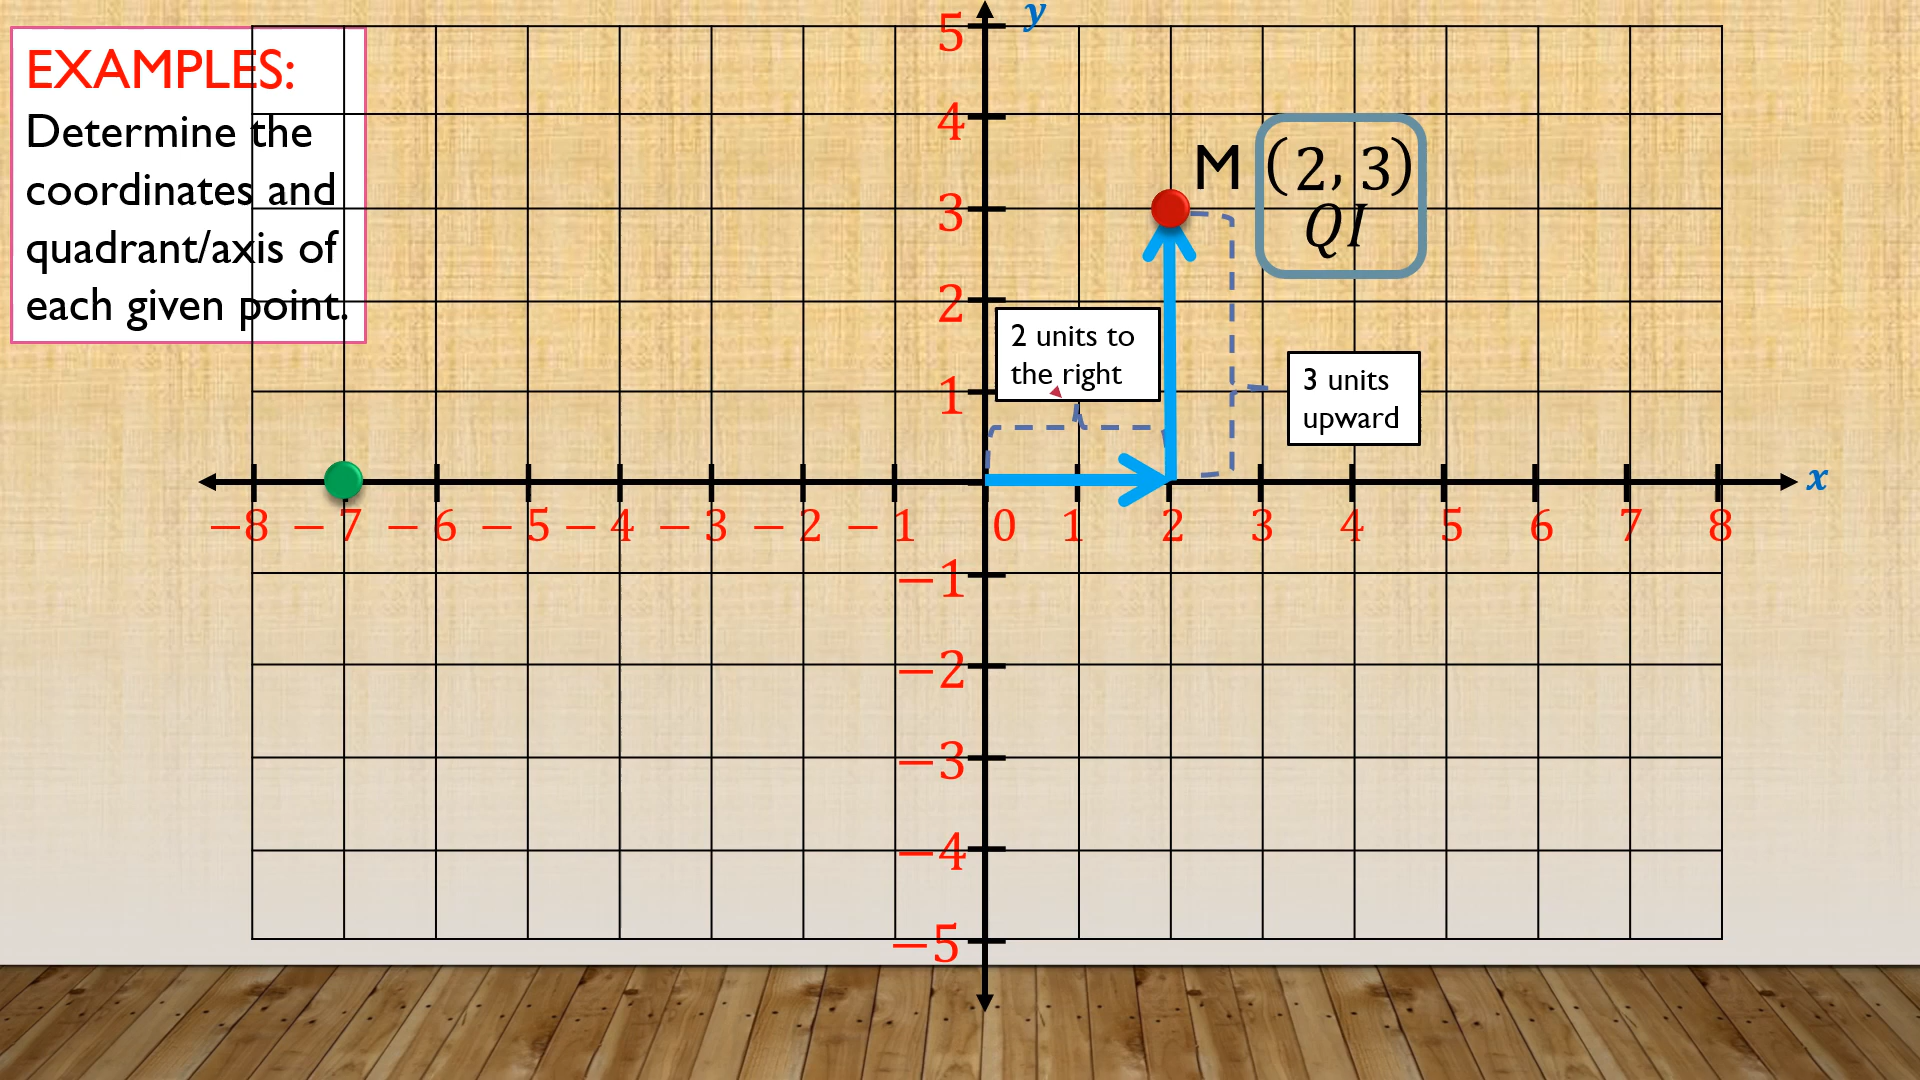 EXAMPLES:
Determine the
coordinates and
quadrant/axis of
each given point.
y
5
4
3
2
1
M (2, 3)
QI
2 units to
the right
3 units
upward
x
−8 −7 −6 −5 −4 −3 −2 −1 0 1 2 3 4 5 6 7 8
−1
−2
−3
−4
−5